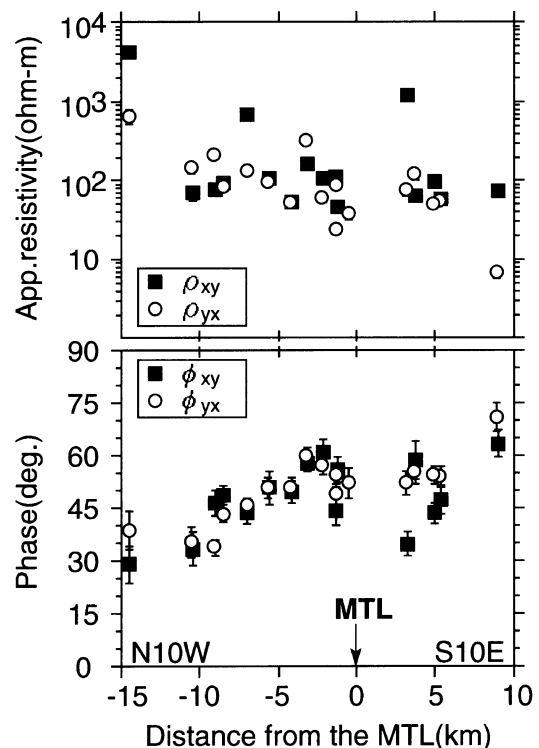 App.resistivity(ohm-m)
10⁴
10³
10²
10
ρxy
ρyx
Phase(deg.)
90
75
60
45
30
15
0
ϕxy
ϕyx
MTL
N10W
S10E
-15 -10 -5 0 5 10
Distance from the MTL(km)